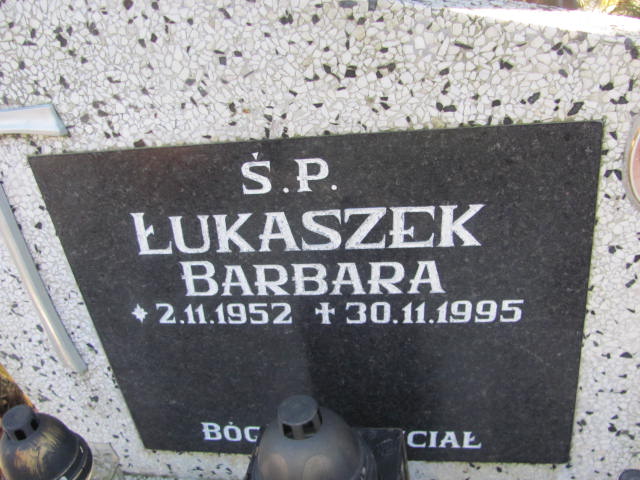 Ś.P.
ŁUKASZEK
BARBARA
* 2.11.1952 ✝ 30.11.1995